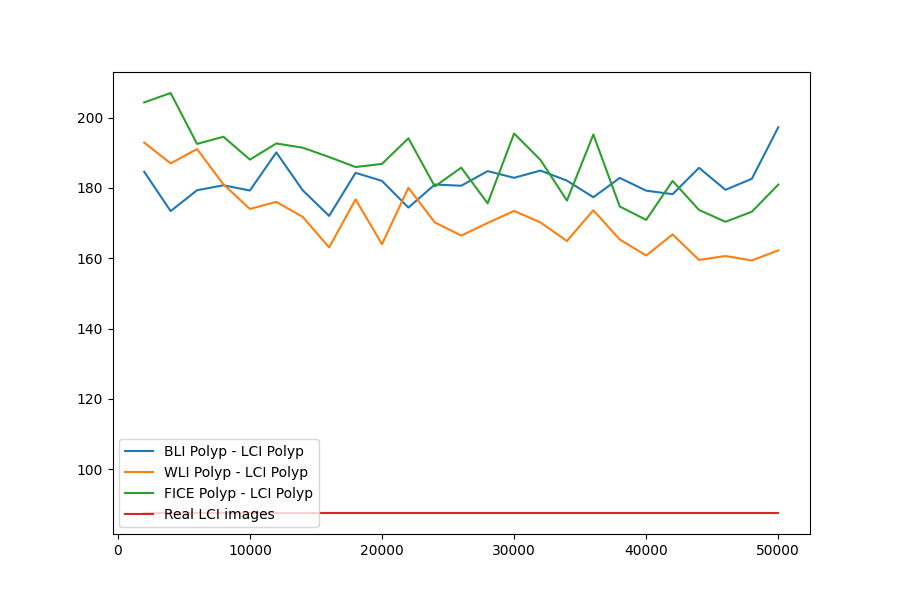 200
180
160
140
120
100
BLI Polyp - LCI Polyp
WLI Polyp - LCI Polyp
FICE Polyp - LCI Polyp
Real LCI images
0 10000 20000 30000 40000 50000